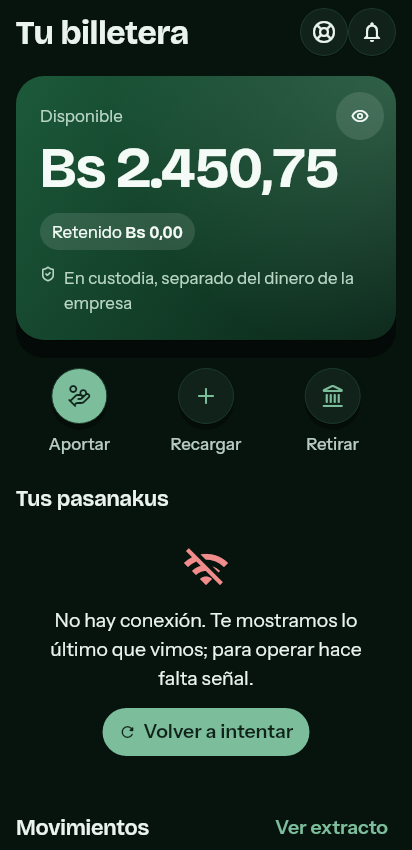 Tu billetera
Disponible
Bs 2.450,75
Retenido Bs 0,00
En custodia, separado del dinero de la
empresa
Aportar
Recargar
Retirar
Tus pasanakus
No hay conexión. Te mostramos lo
último que vimos; para operar hace
falta señal.
Volver a intentar
Movimientos
Ver extracto